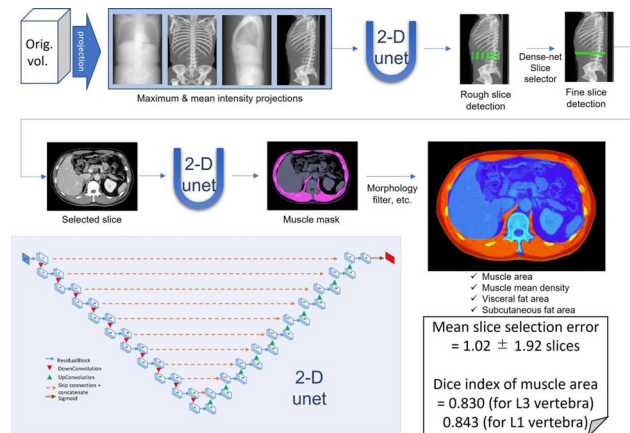 Orig.
vol.
projection
Maximum & mean intensity projections
2-D
unet
Rough slice
detection
Dense-net
Slice
selector
Fine slice
detection
Selected slice
2-D
unet
Muscle mask
Morphology
filter, etc.
✓ Muscle area
✓ Muscle mean density
✓ Visceral fat area
✓ Subcutaneous fat area
ResidualBlock
DownConvolution
UpConvolution
Skip connection +
concatenate
Sigmoid
2-D
unet
Mean slice selection error
= 1.02 ± 1.92 slices
Dice index of muscle area
= 0.830 (for L3 vertebra)
0.843 (for L1 vertebra)